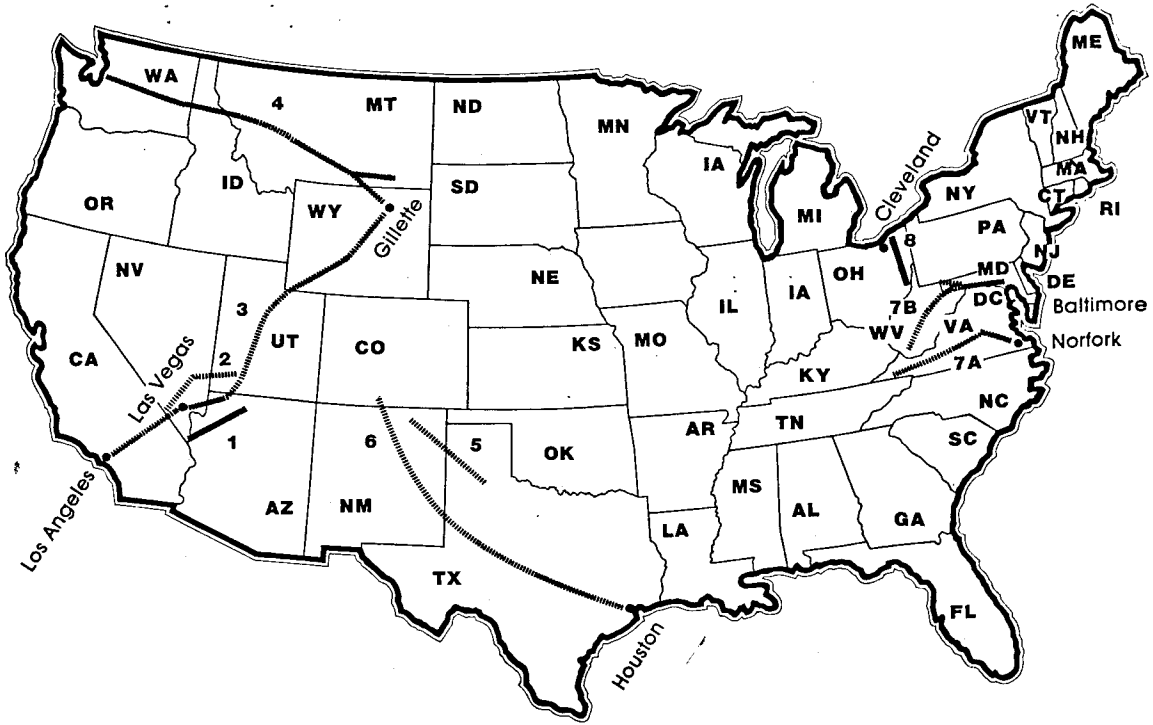 ME
WA
4
MT
ND
MN
VT
NH
IA
Cleveland
MA
ID
SD
NY
CT
OR
WY
MI
RI
Gillette
8
PA
NJ
NV
NE
OH
MD
DE
3
IL
IA
7B
DC
Baltimore
UT
CO
KS
MO
WV
VA
Norfork
CA
2
Las Vegas
KY
7A
NC
1
6
5
OK
AR
TN
SC
Los Angeles
AZ
NM
MS
AL
GA
LA
TX
FL
Houston